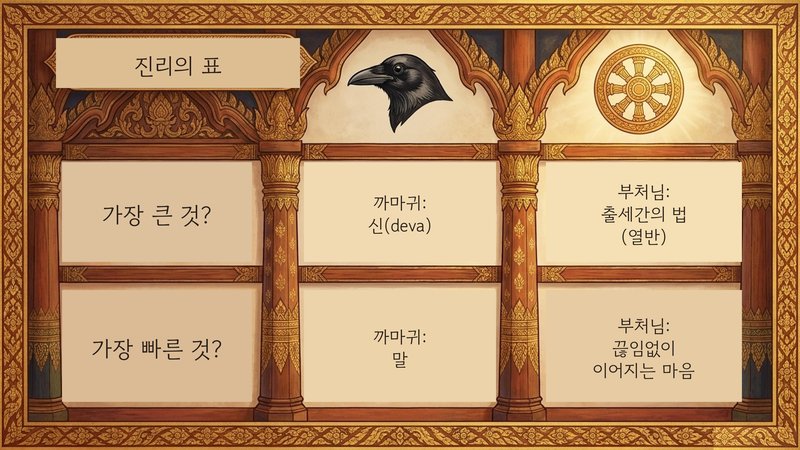 진리의 표
가장 큰 것?
까마귀:
신(deva)
부처님:
출세간의 법
(열반)
가장 빠른 것?
까마귀:
말
부처님:
끊임없이
이어지는 마음